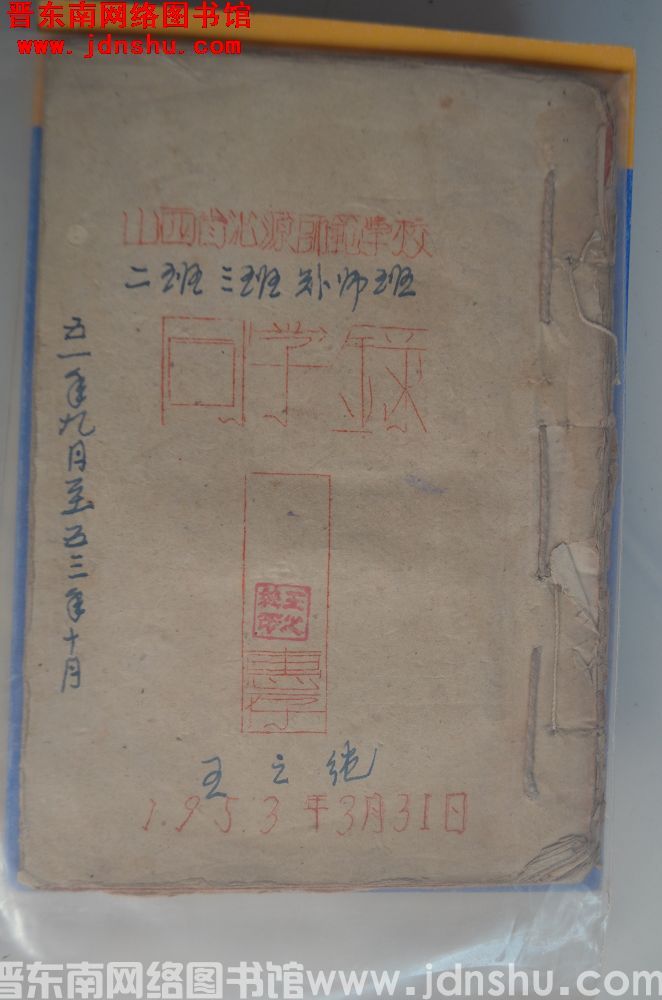 晋东南网络图书馆
www.jdnshu.com
山西省沁源师范学校
二班 三班 补师班
同学录
五一年九月至五三年十月
惠存
王之纯
1.953年3月31日
晋东南网络图书馆www.jdnshu.com